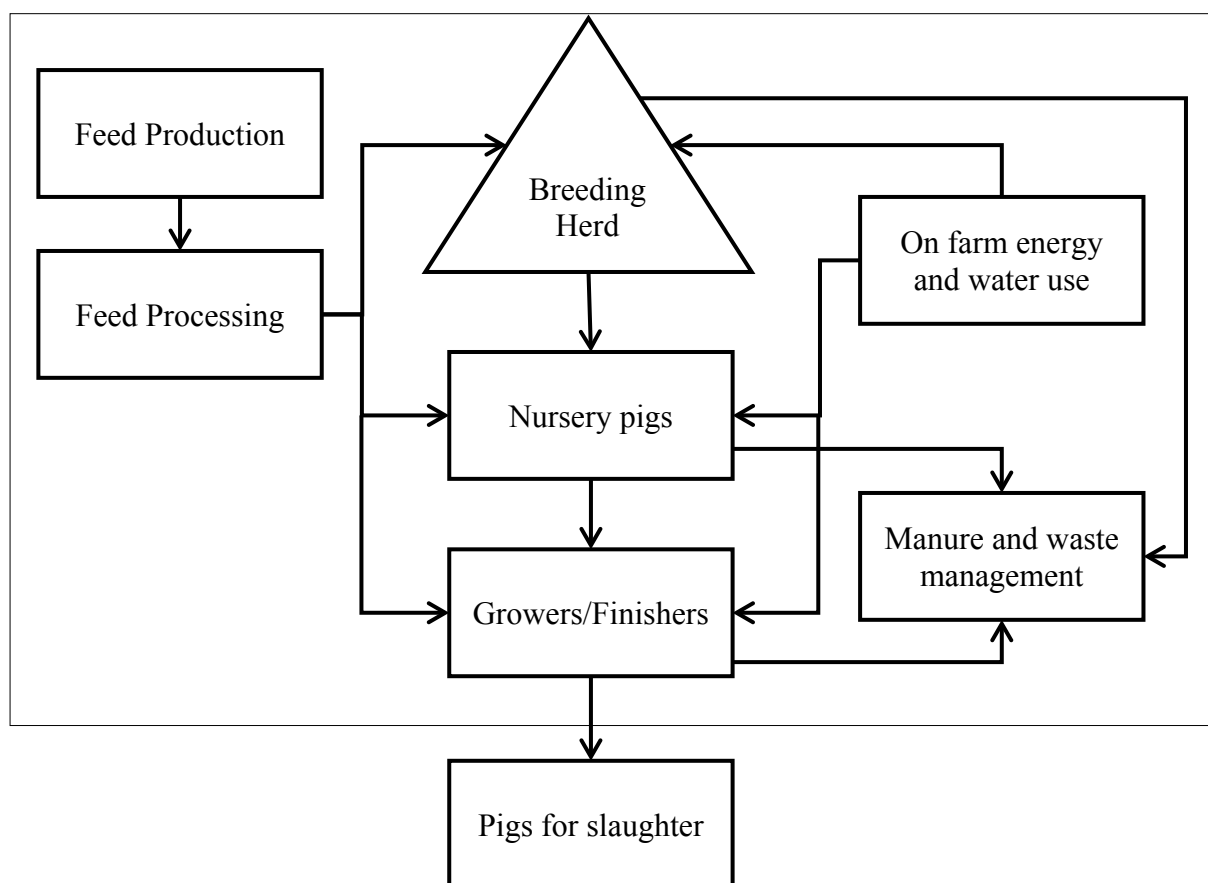 Feed Production
Feed Processing
Breeding
Herd
On farm energy
and water use
Nursery pigs
Manure and waste
management
Growers/Finishers
Pigs for slaughter